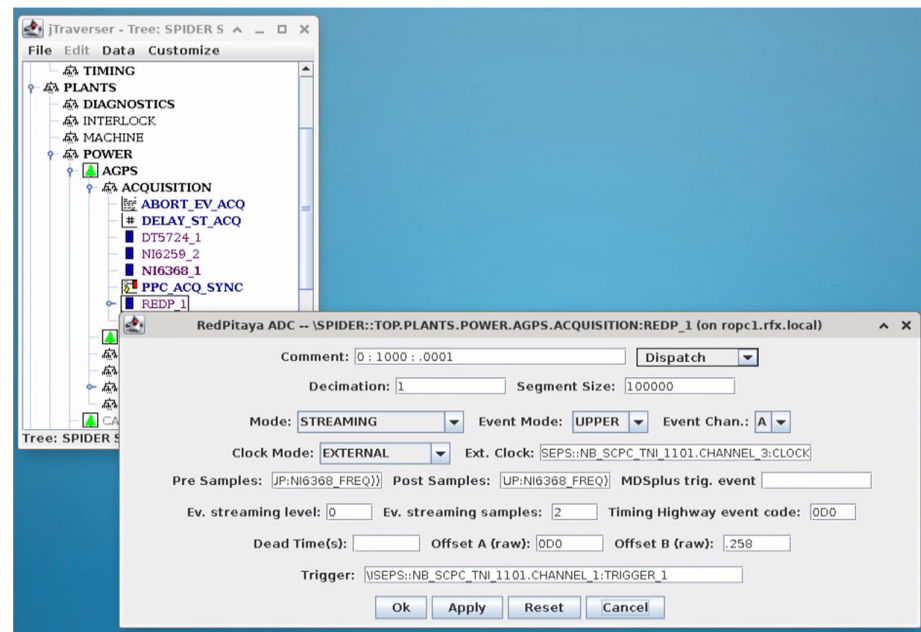 jTraverser - Tree: SPIDER S
File Edit Data Customize
TIMING
PLANTS
DIAGNOSTICS
INTERLOCK
MACHINE
POWER
AGPS
ACQUISITION
ABORT_EV_ACQ
# DELAY_ST_ACQ
DT5724_1
NI6259_2
NI6368_1
PPC_ACQ_SYNC
REDP_1
CA
Tree: SPIDER S
RedPitaya ADC -- \SPIDER::TOP.PLANTS.POWER.AGPS.ACQUISITION:REDP_1 (on ropc1.rfx.local)
Comment: 0 : 1000 : .0001 Dispatch
Decimation: 1 Segment Size: 100000
Mode: STREAMING Event Mode: UPPER Event Chan.: A
Clock Mode: EXTERNAL Ext. Clock: SEPS::NB_SCPC_TNI_1101.CHANNEL_3:CLOCK
Pre Samples: JP:NI6368_FREQ)) Post Samples: UP:NI6368_FREQ) MDSplus trig. event
Ev. streaming level: 0 Ev. streaming samples: 2 Timing Highway event code: 0D0
Dead Time(s): Offset A (raw): 0D0 Offset B (raw): .258
Trigger: \ISEPS::NB_SCPC_TNI_1101.CHANNEL_1:TRIGGER_1
Ok Apply Reset Cancel